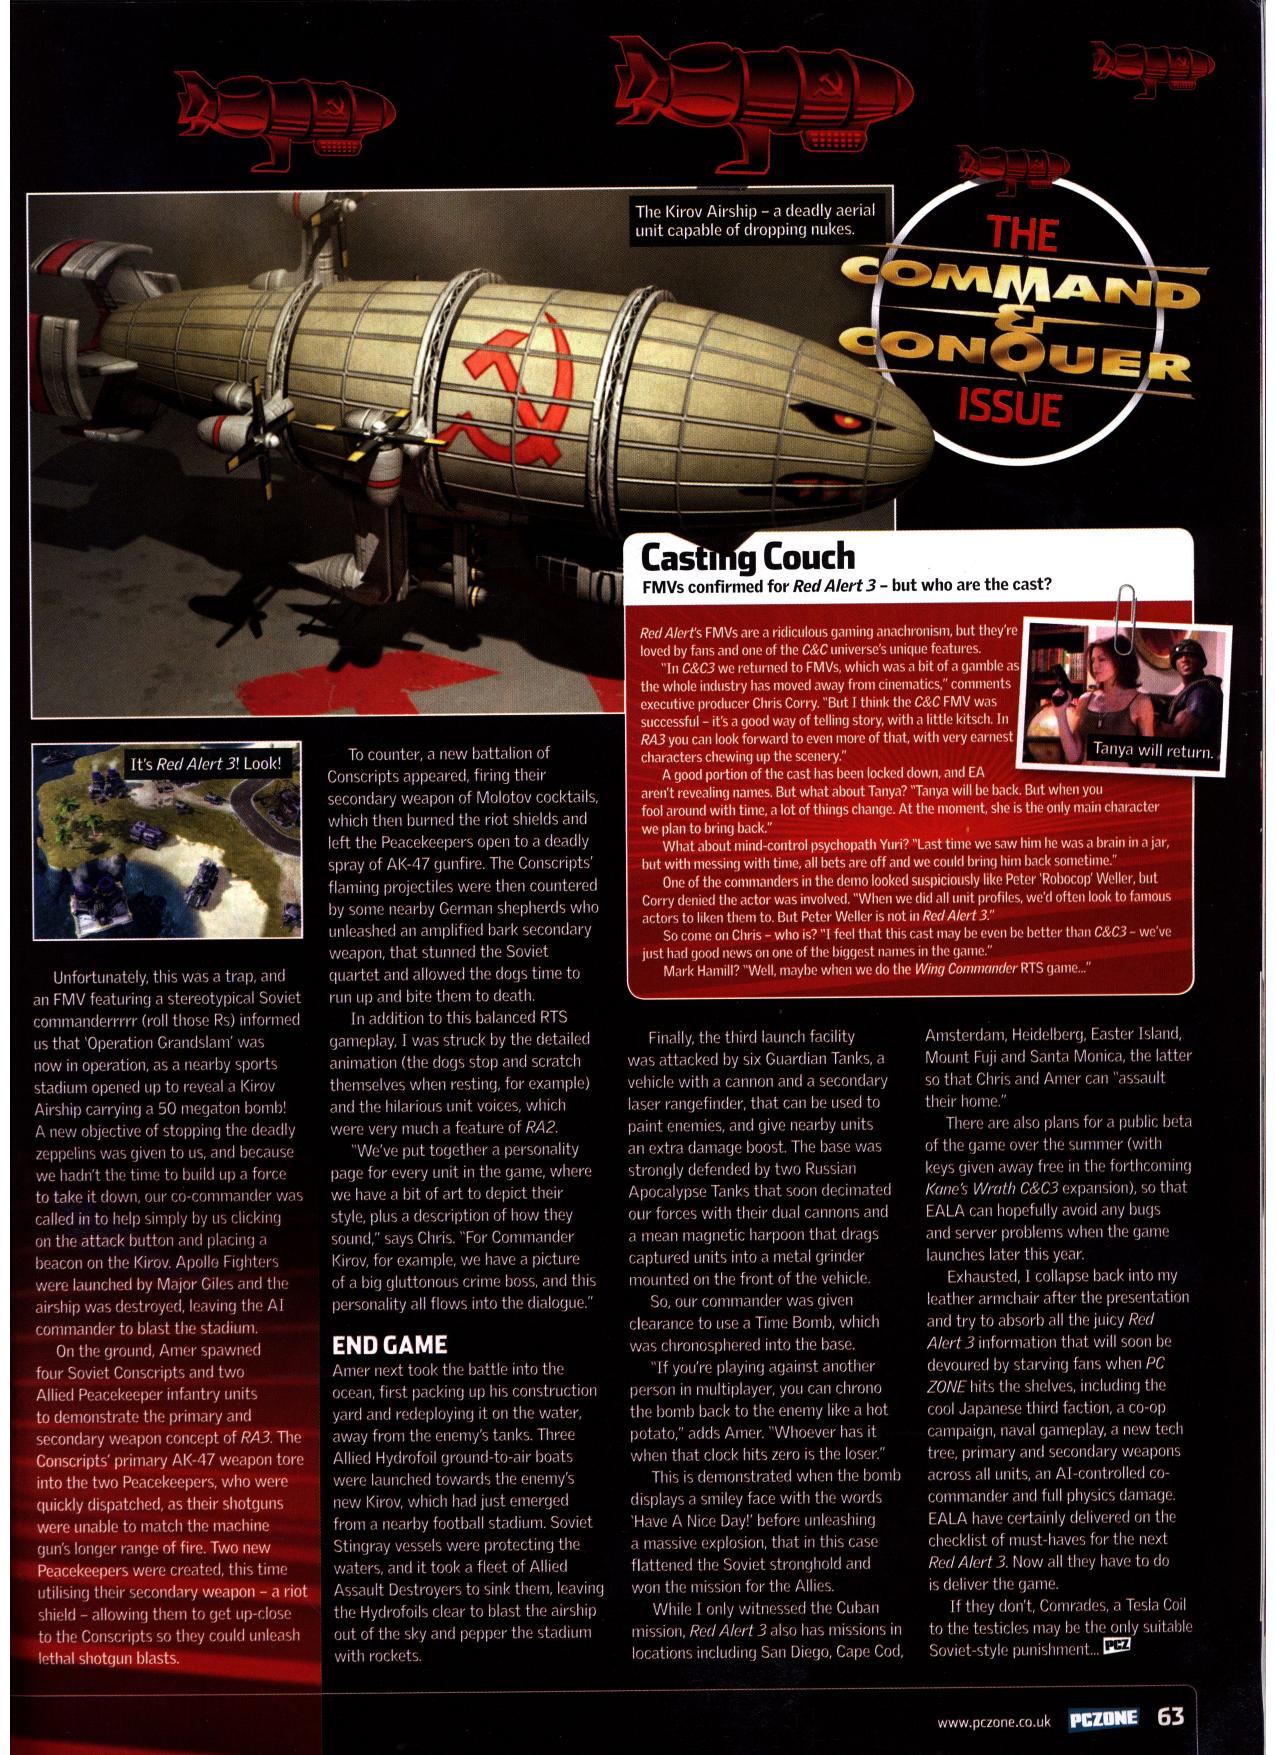 The Kirov Airship – a deadly aerial
unit capable of dropping nukes.
THE
COMMAND
&
CONQUER
ISSUE
Casting Couch
FMVs confirmed for Red Alert 3 – but who are the cast?
Red Alert's FMVs are a ridiculous gaming anachronism, but they're
loved by fans and one of the C&C universe's unique features.
"In C&C3 we returned to FMVs, which was a bit of a gamble as
the whole industry has moved away from cinematics," comments
executive producer Chris Corry. "But I think the C&C FMV was
successful – it's a good way of telling story, with a little kitsch. In
RA3 you can look forward to even more of that, with very earnest
characters chewing up the scenery."
A good portion of the cast has been locked down, and EA
aren't revealing names. But what about Tanya? "Tanya will be back. But when you
fool around with time, a lot of things change. At the moment, she is the only main character
we plan to bring back."
What about mind-control psychopath Yuri? "Last time we saw him he was a brain in a jar,
but with messing with time, all bets are off and we could bring him back sometime."
One of the commanders in the demo looked suspiciously like Peter 'Robocop' Weller, but
Corry denied the actor was involved. "When we did all unit profiles, we'd often look to famous
actors to liken them to. But Peter Weller is not in Red Alert 3."
So come on Chris – who is? "I feel that this cast may be even be better than C&C3 – we've
just had good news on one of the biggest names in the game."
Mark Hamill? "Well, maybe when we do the Wing Commander RTS game..."
Tanya will return.
It's Red Alert 3! Look!
Unfortunately, this was a trap, and
an FMV featuring a stereotypical Soviet
commanderrrrr (roll those Rs) informed
us that 'Operation Grandslam' was
now in operation, as a nearby sports
stadium opened up to reveal a Kirov
Airship carrying a 50 megaton bomb!
A new objective of stopping the deadly
zeppelins was given to us, and because
we hadn't the time to build up a force
to take it down, our co-commander was
called in to help simply by us clicking
on the attack button and placing a
beacon on the Kirov. Apollo Fighters
were launched by Major Giles and the
airship was destroyed, leaving the AI
commander to blast the stadium.
On the ground, Amer spawned
four Soviet Conscripts and two
Allied Peacekeeper infantry units
to demonstrate the primary and
secondary weapon concept of RA3. The
Conscripts' primary AK-47 weapon tore
into the two Peacekeepers, who were
quickly dispatched, as their shotguns
were unable to match the machine
gun's longer range of fire. Two new
Peacekeepers were created, this time
utilising their secondary weapon – a riot
shield – allowing them to get up-close
to the Conscripts so they could unleash
lethal shotgun blasts.
To counter, a new battalion of
Conscripts appeared, firing their
secondary weapon of Molotov cocktails,
which then burned the riot shields and
left the Peacekeepers open to a deadly
spray of AK-47 gunfire. The Conscripts'
flaming projectiles were then countered
by some nearby German shepherds who
unleashed an amplified bark secondary
weapon, that stunned the Soviet
quartet and allowed the dogs time to
run up and bite them to death.
In addition to this balanced RTS
gameplay, I was struck by the detailed
animation (the dogs stop and scratch
themselves when resting, for example)
and the hilarious unit voices, which
were very much a feature of RA2.
"We've put together a personality
page for every unit in the game, where
we have a bit of art to depict their
style, plus a description of how they
sound," says Chris. "For Commander
Kirov, for example, we have a picture
of a big gluttonous crime boss, and this
personality all flows into the dialogue."
END GAME
Amer next took the battle into the
ocean, first packing up his construction
yard and redeploying it on the water,
away from the enemy's tanks. Three
Allied Hydrofoil ground-to-air boats
were launched towards the enemy's
new Kirov, which had just emerged
from a nearby football stadium. Soviet
Stingray vessels were protecting the
waters, and it took a fleet of Allied
Assault Destroyers to sink them, leaving
the Hydrofoils clear to blast the airship
out of the sky and pepper the stadium
with rockets.
Finally, the third launch facility
was attacked by six Guardian Tanks, a
vehicle with a cannon and a secondary
laser rangefinder, that can be used to
paint enemies, and give nearby units
an extra damage boost. The base was
strongly defended by two Russian
Apocalypse Tanks that soon decimated
our forces with their dual cannons and
a mean magnetic harpoon that drags
captured units into a metal grinder
mounted on the front of the vehicle.
So, our commander was given
clearance to use a Time Bomb, which
was chronosphered into the base.
"If you're playing against another
person in multiplayer, you can chrono
the bomb back to the enemy like a hot
potato," adds Amer. "Whoever has it
when that clock hits zero is the loser."
This is demonstrated when the bomb
displays a smiley face with the words
'Have A Nice Day!' before unleashing
a massive explosion, that in this case
flattened the Soviet stronghold and
won the mission for the Allies.
While I only witnessed the Cuban
mission, Red Alert 3 also has missions in
locations including San Diego, Cape Cod,
Amsterdam, Heidelberg, Easter Island,
Mount Fuji and Santa Monica, the latter
so that Chris and Amer can "assault
their home."
There are also plans for a public beta
of the game over the summer (with
keys given away free in the forthcoming
Kane's Wrath C&C3 expansion), so that
EALA can hopefully avoid any bugs
and server problems when the game
launches later this year.
Exhausted, I collapse back into my
leather armchair after the presentation
and try to absorb all the juicy Red
Alert 3 information that will soon be
devoured by starving fans when PC
ZONE hits the shelves, including the
cool Japanese third faction, a co-op
campaign, naval gameplay, a new tech
tree, primary and secondary weapons
across all units, an AI-controlled co-
commander and full physics damage.
EALA have certainly delivered on the
checklist of must-haves for the next
Red Alert 3. Now all they have to do
is deliver the game.
If they don't, Comrades, a Tesla Coil
to the testicles may be the only suitable
Soviet-style punishment... PCZ
www.pczone.co.uk PCZONE 63